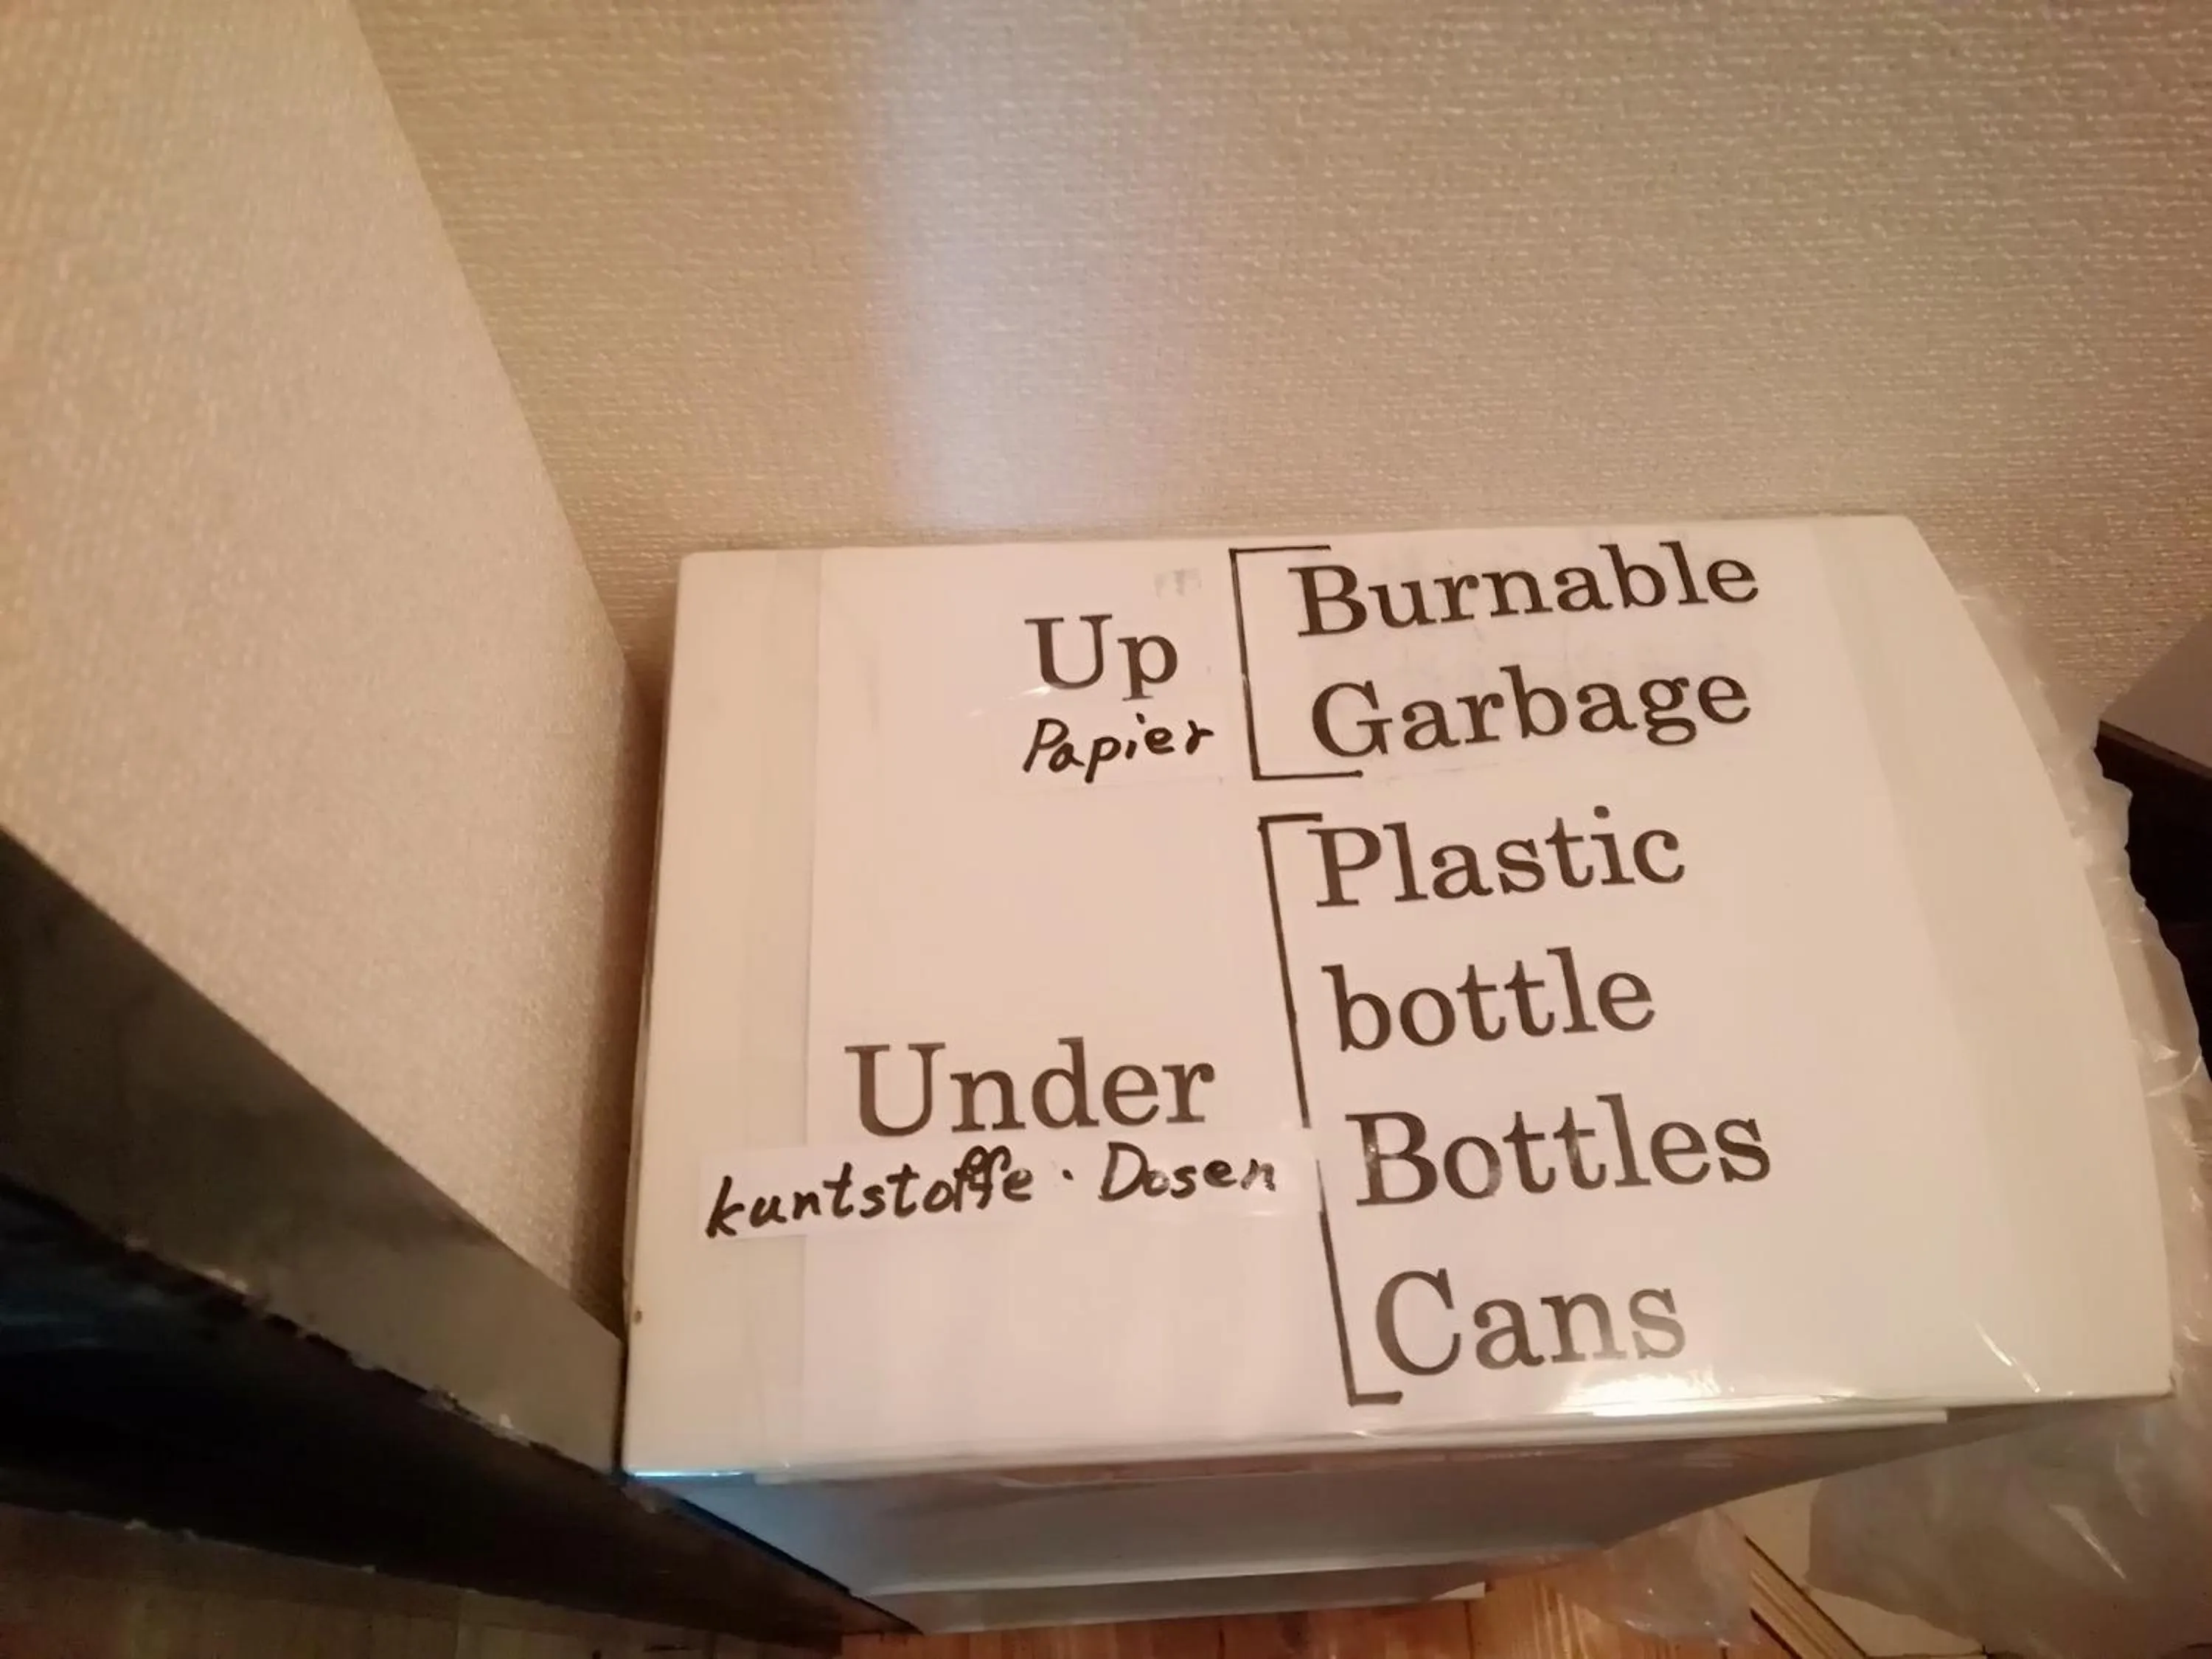 Up
Papier
Burnable
Garbage
Under
kuntstoffe · Dosen
Plastic
bottle
Bottles
Cans